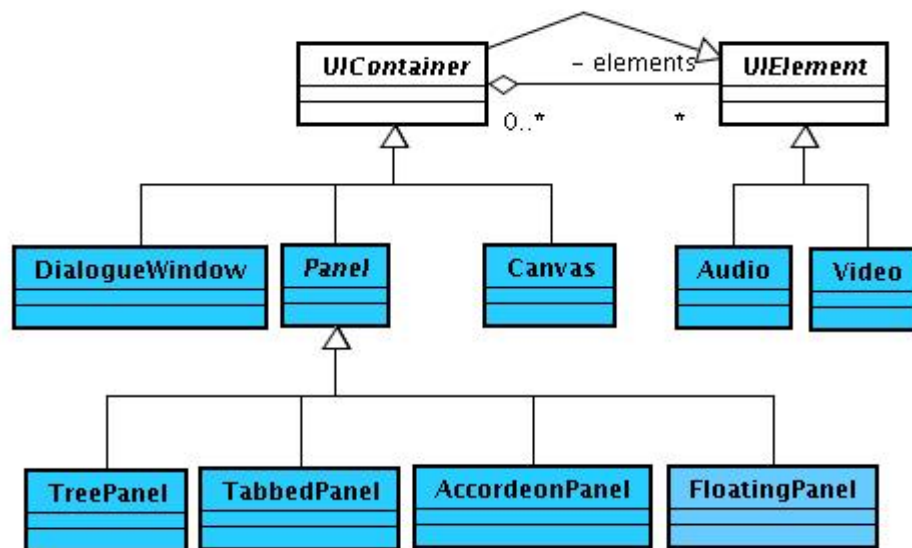 UIContainer
– elements
UIElement
0..*
*
DialogueWindow
Panel
Canvas
Audio
Video
TreePanel
TabbedPanel
AccordeonPanel
FloatingPanel